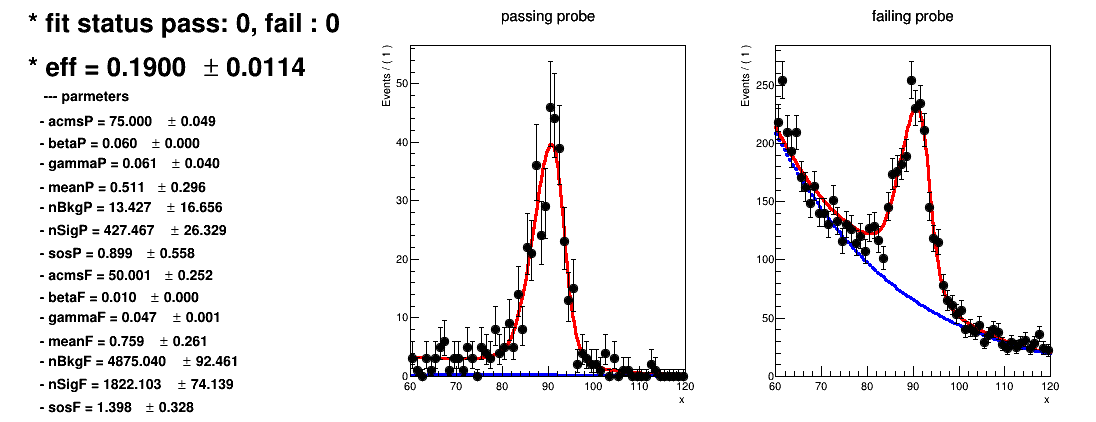 * fit status pass: 0, fail : 0
* eff = 0.1900 ± 0.0114
--- parmeters
- acmsP = 75.000 ± 0.049
- betaP = 0.060 ± 0.000
- gammaP = 0.061 ± 0.040
- meanP = 0.511 ± 0.296
- nBkgP = 13.427 ± 16.656
- nSigP = 427.467 ± 26.329
- sosP = 0.899 ± 0.558
- acmsF = 50.001 ± 0.252
- betaF = 0.010 ± 0.000
- gammaF = 0.047 ± 0.001
- meanF = 0.759 ± 0.261
- nBkgF = 4875.040 ± 92.461
- nSigF = 1822.103 ± 74.139
- sosF = 1.398 ± 0.328
passing probe
Events / ( 1 )
50
40
30
20
10
0
60 70 80 90 100 110 120
x
failing probe
Events / ( 1 )
250
200
150
100
50
0
60 70 80 90 100 110 120
x